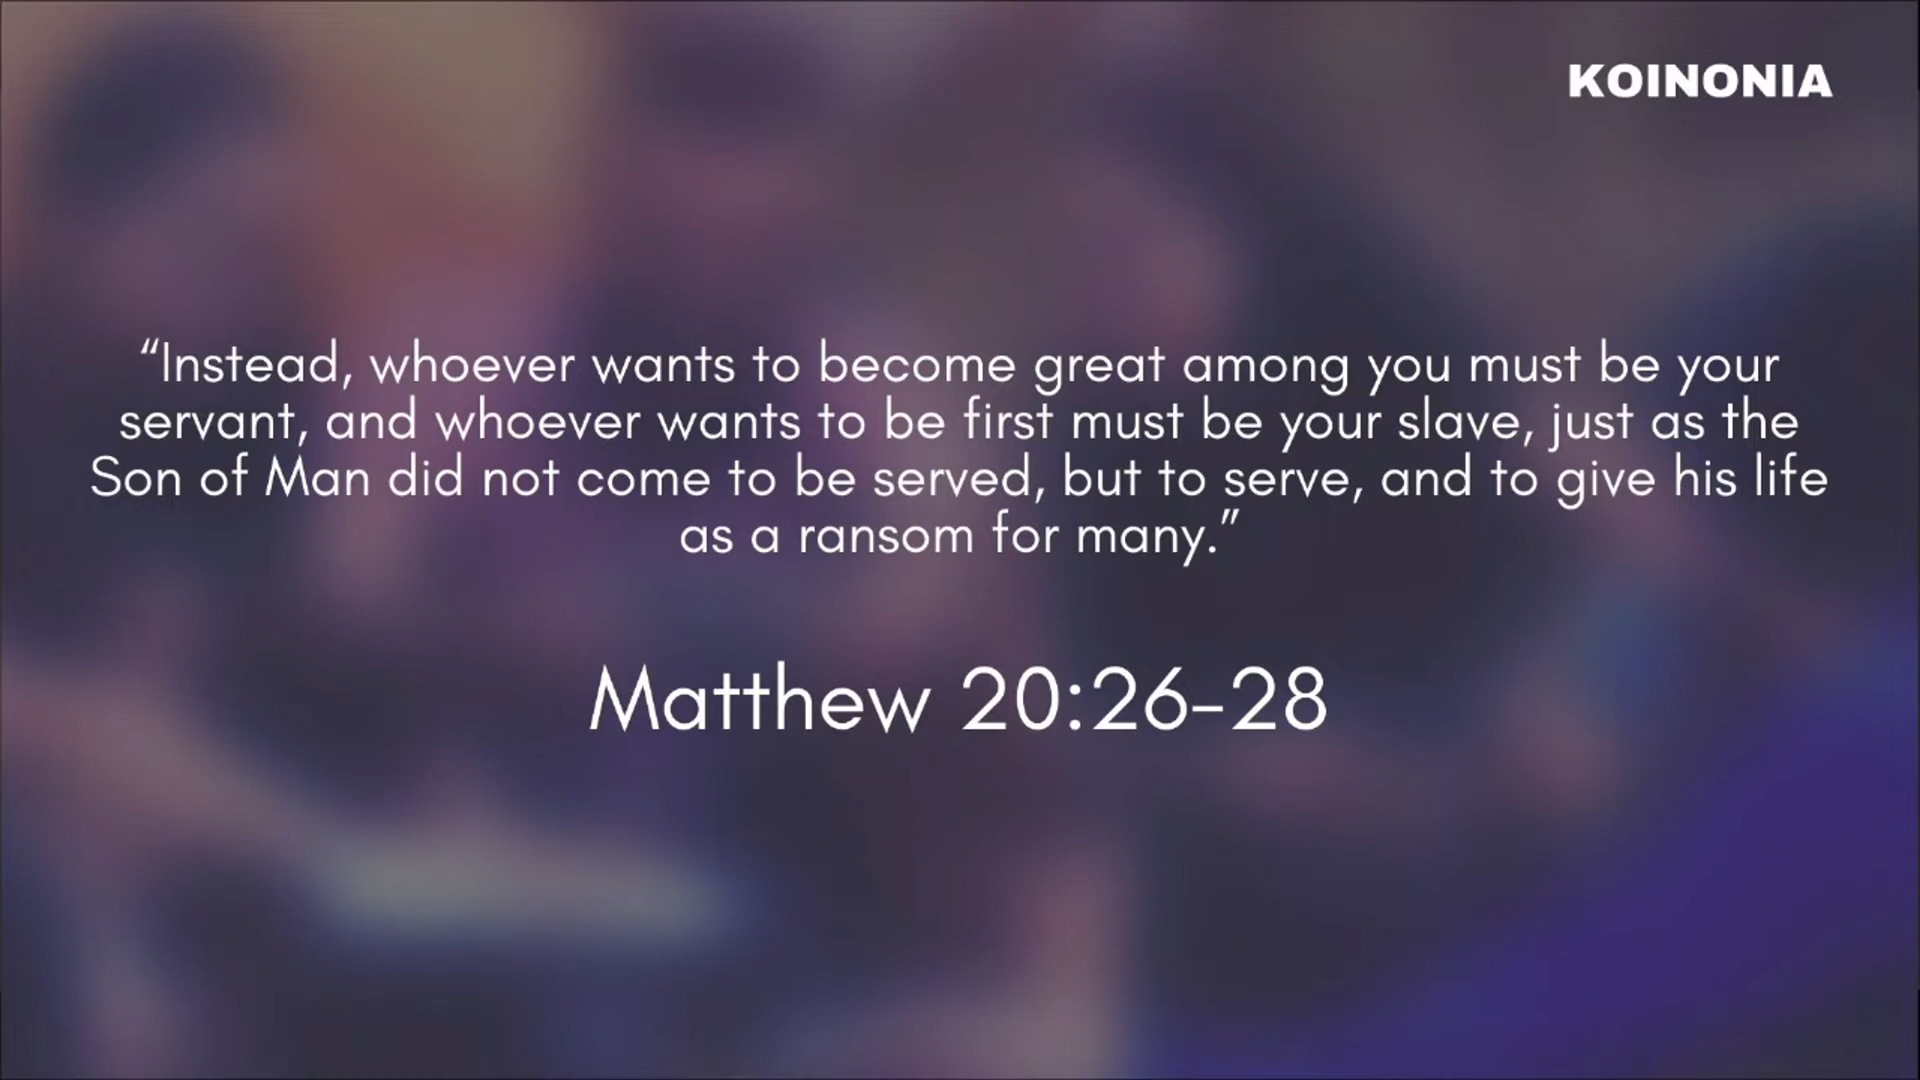 KOINONIA
“Instead, whoever wants to become great among you must be your
servant, and whoever wants to be first must be your slave, just as the
Son of Man did not come to be served, but to serve, and to give his life
as a ransom for many.”
Matthew 20:26-28